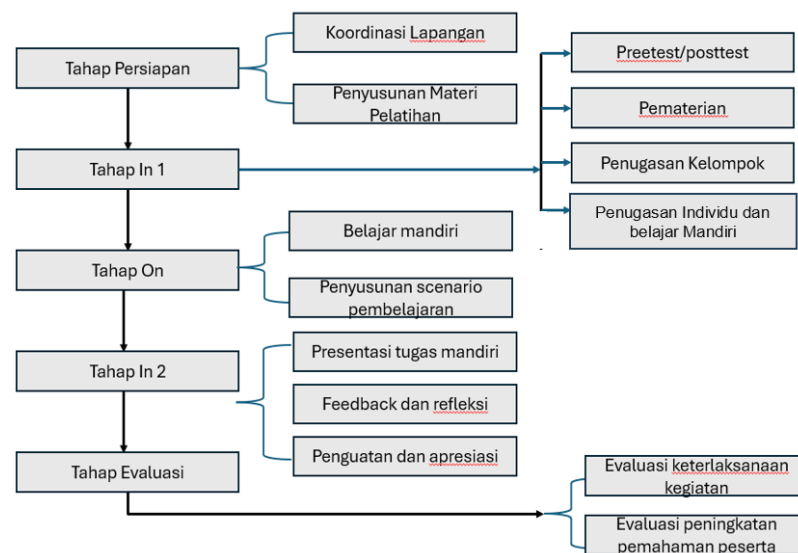 Tahap Persiapan
Koordinasi Lapangan
Penyusunan Materi
Pelatihan
Tahap In 1
Preetest/posttest
Pematerian
Penugasan Kelompok
Penugasan Individu dan
belajar Mandiri
Tahap On
Belajar mandiri
Penyusunan scenario
pembelajaran
Tahap In 2
Presentasi tugas mandiri
Feedback dan refleksi
Penguatan dan apresiasi
Tahap Evaluasi
Evaluasi keterlaksanaan
kegiatan
Evaluasi peningkatan
pemahaman peserta